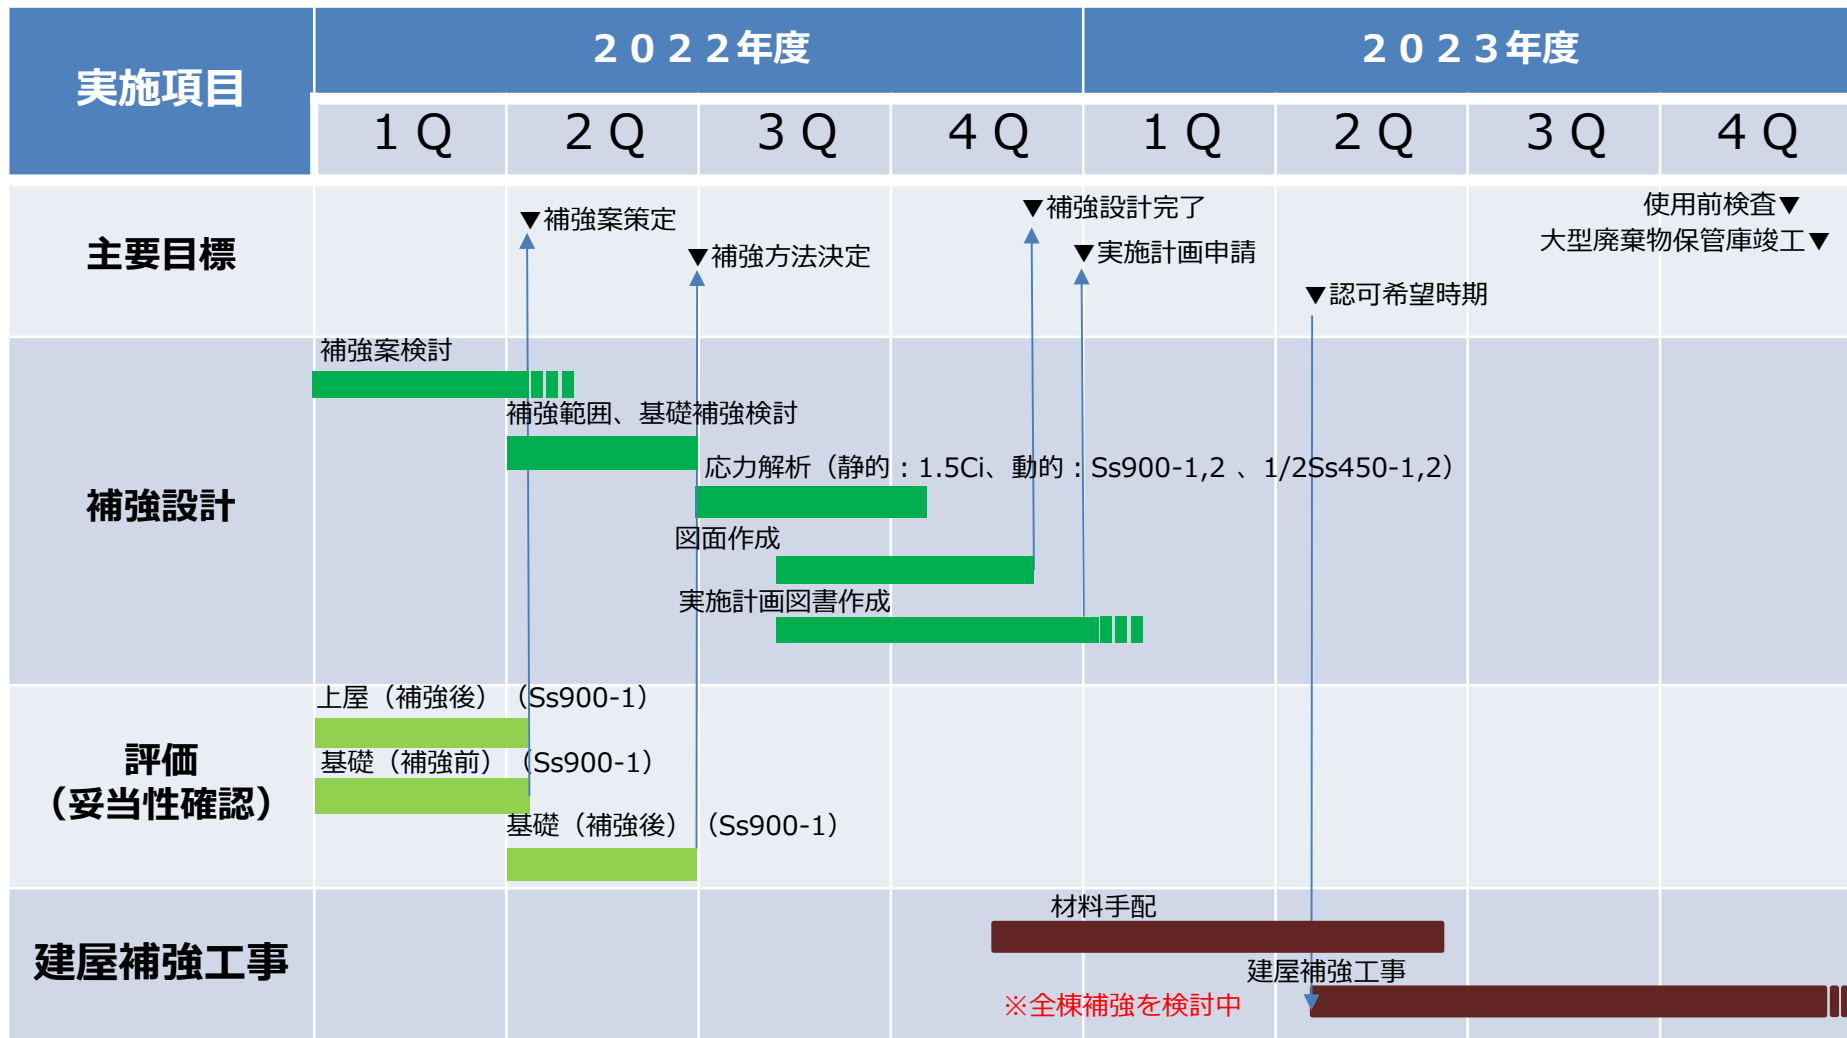 実施項目
２０２２年度
２０２３年度
１Ｑ
２Ｑ
３Ｑ
４Ｑ
１Ｑ
２Ｑ
３Ｑ
４Ｑ
主要目標
▼補強案策定
▼補強方法決定
▼補強設計完了
▼実施計画申請
▼認可希望時期
使用前検査▼
大型廃棄物保管庫竣工▼
補強設計
補強案検討
補強範囲、基礎補強検討
応力解析（静的：1.5Ci、動的：Ss900-1,2 、1/2Ss450-1,2）
図面作成
実施計画図書作成
評価
（妥当性確認）
上屋（補強後）（Ss900-1）
基礎（補強前）（Ss900-1）
基礎（補強後）（Ss900-1）
建屋補強工事
材料手配
建屋補強工事
※全棟補強を検討中